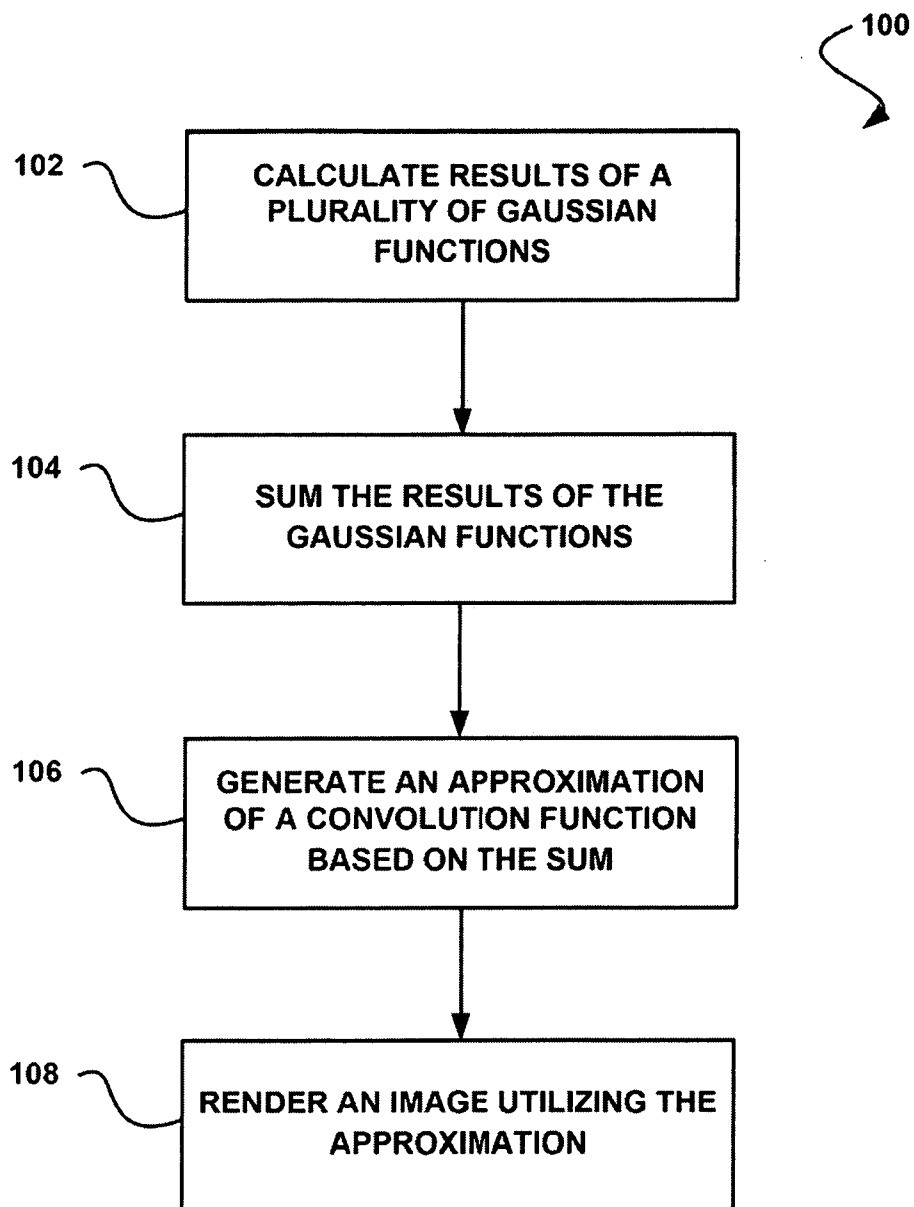 100
102
CALCULATE RESULTS OF A
PLURALITY OF GAUSSIAN
FUNCTIONS
104
SUM THE RESULTS OF THE
GAUSSIAN FUNCTIONS
106
GENERATE AN APPROXIMATION
OF A CONVOLUTION FUNCTION
BASED ON THE SUM
108
RENDER AN IMAGE UTILIZING THE
APPROXIMATION